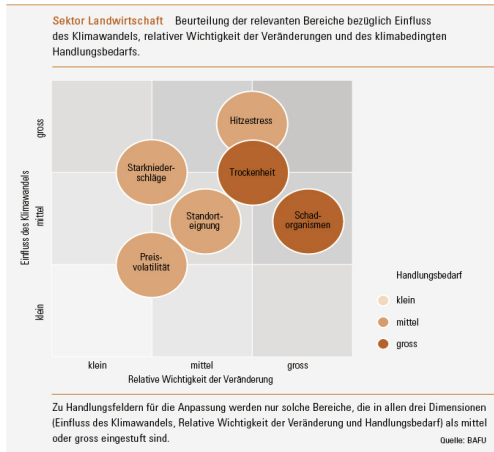 Sektor Landwirtschaft Beurteilung der relevanten Bereiche bezüglich Einfluss
des Klimawandels, relativer Wichtigkeit der Veränderungen und des klimabedingten
Handlungsbedarfs.
Einfluss des Klimawandels
gross
mittel
klein
Hitzestress
Starknieder-
schläge
Trockenheit
Standort-
eignung
Schad-
organismen
Preis-
volatilität
klein
mittel
gross
Relative Wichtigkeit der Veränderung
Handlungsbedarf
klein
mittel
gross
Zu Handlungsfeldern für die Anpassung werden nur solche Bereiche, die in allen drei Dimensionen
(Einfluss des Klimawandels, Relative Wichtigkeit der Veränderung und Handlungsbedarf) als mittel
oder gross eingestuft sind.
Quelle: BAFU